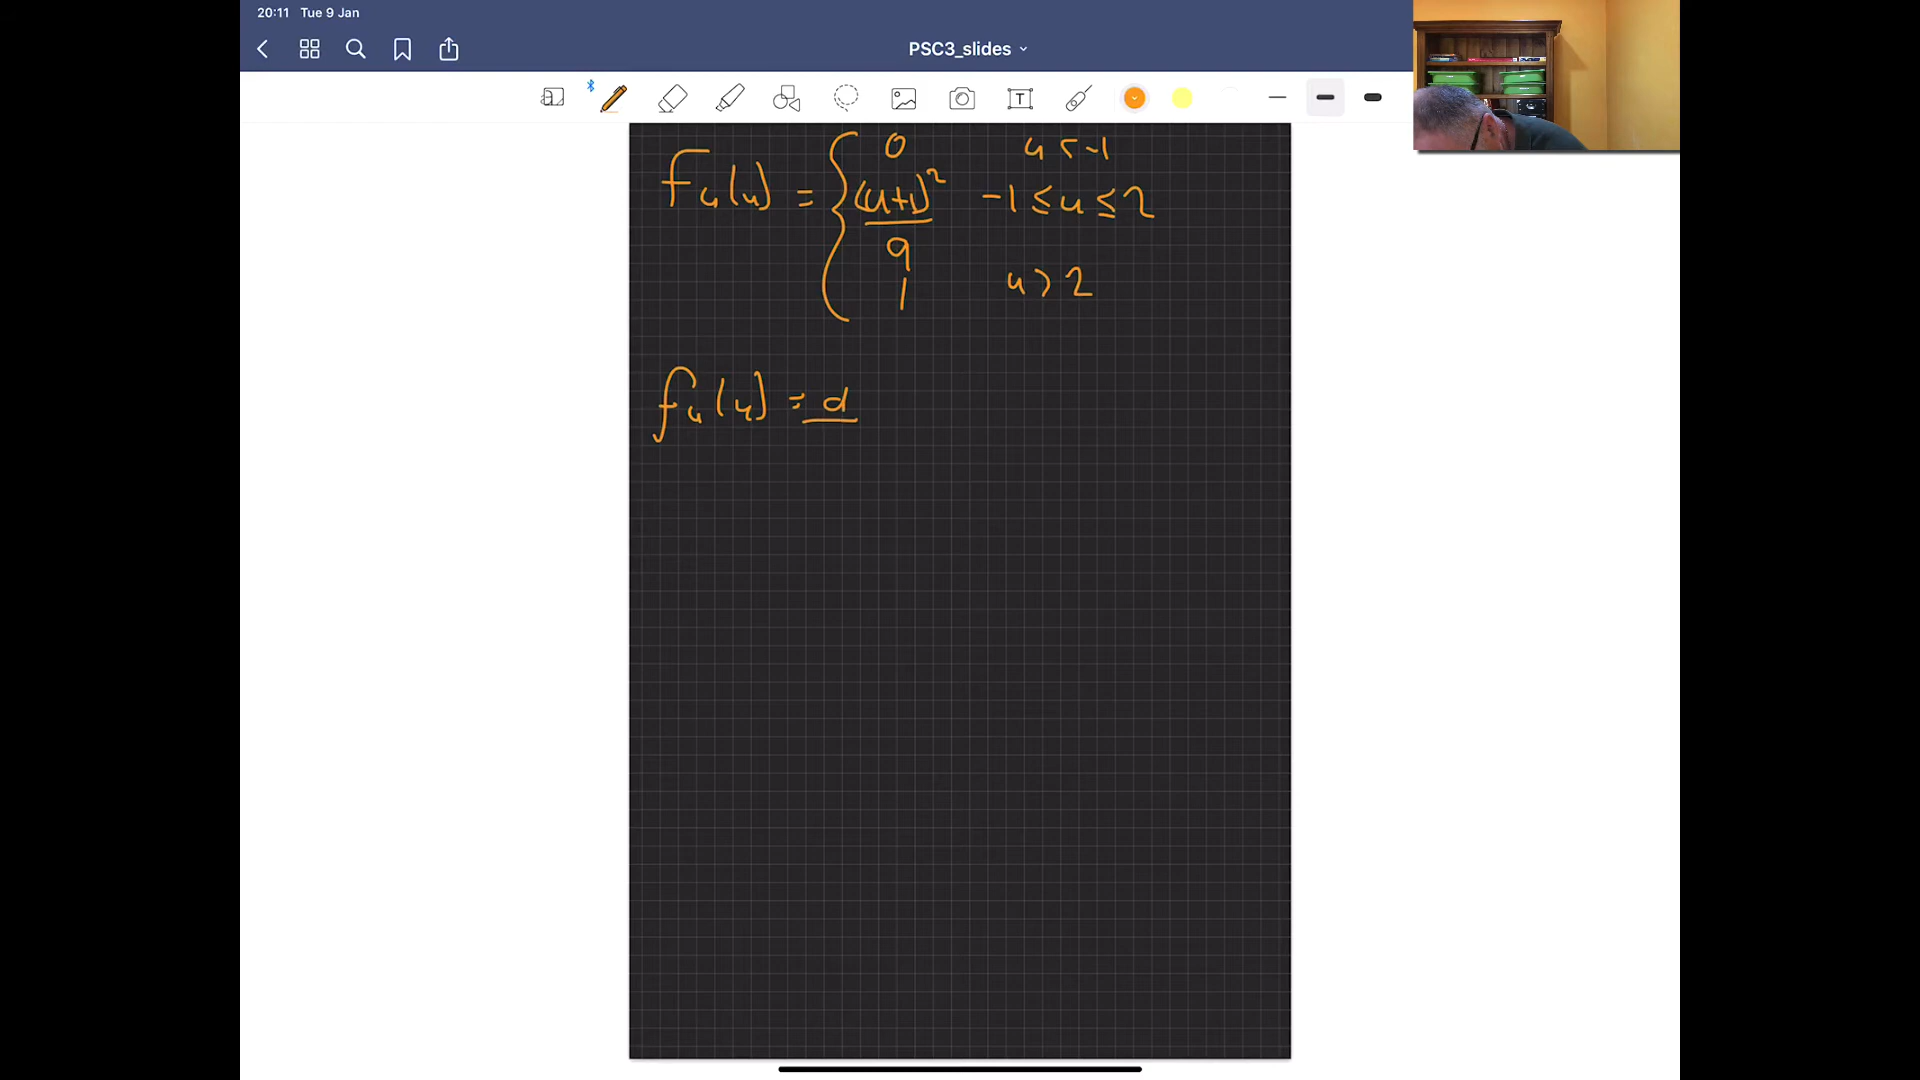 20:11 Tue 9 Jan
PSC3_slides
F_u(u) = { 0 u < -1
(u+1)^2 / 9 -1 ≤ u ≤ 2
1 u > 2
f_u(u) = d